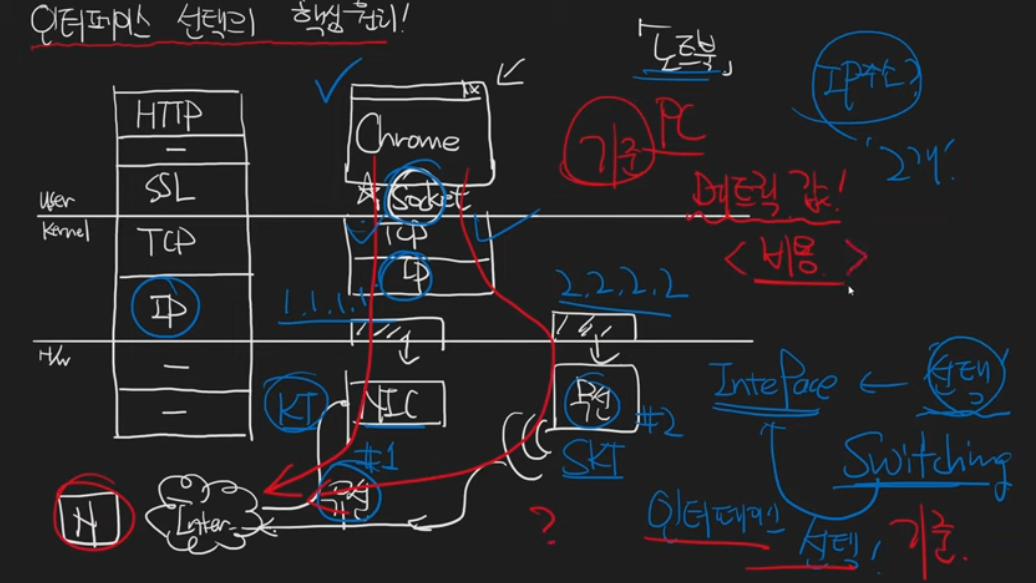 인터페이스 선택의 핵심 원리!
HTTP
SSL
User
Kernel
TCP
IP
H/W
Chrome
Socket
TCP
IP
1.1.1.1
2.2.2.2
KT
NIC
#1
유선
무선
#2
SKT
N
Inter
?
「노트북」
기준
PC
IP주소?
"2개"
메트릭 값!
<비용>
Inteface ← 선택
Switching
인터페이스
선택!
기준.